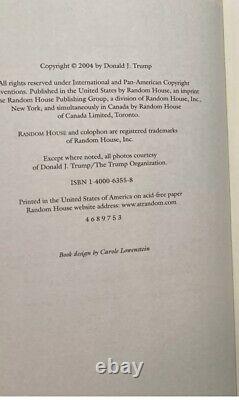 Copyright © 2004 by Donald J. Trump
All rights reserved under International and Pan-American Copyright
nventions. Published in the United States by Random House, an imprint
he Random House Publishing Group, a division of Random House, Inc.,
New York, and simultaneously in Canada by Random House
of Canada Limited, Toronto.
RANDOM HOUSE and colophon are registered trademarks
of Random House, Inc.
Except where noted, all photos courtesy
of Donald J. Trump/The Trump Organization.
ISBN 1-4000-6355-8
Printed in the United States of America on acid-free paper
Random House website address: www.atrandom.com
4 6 8 9 7 5 3
Book design by Carole Lowenstein
© ebay.com